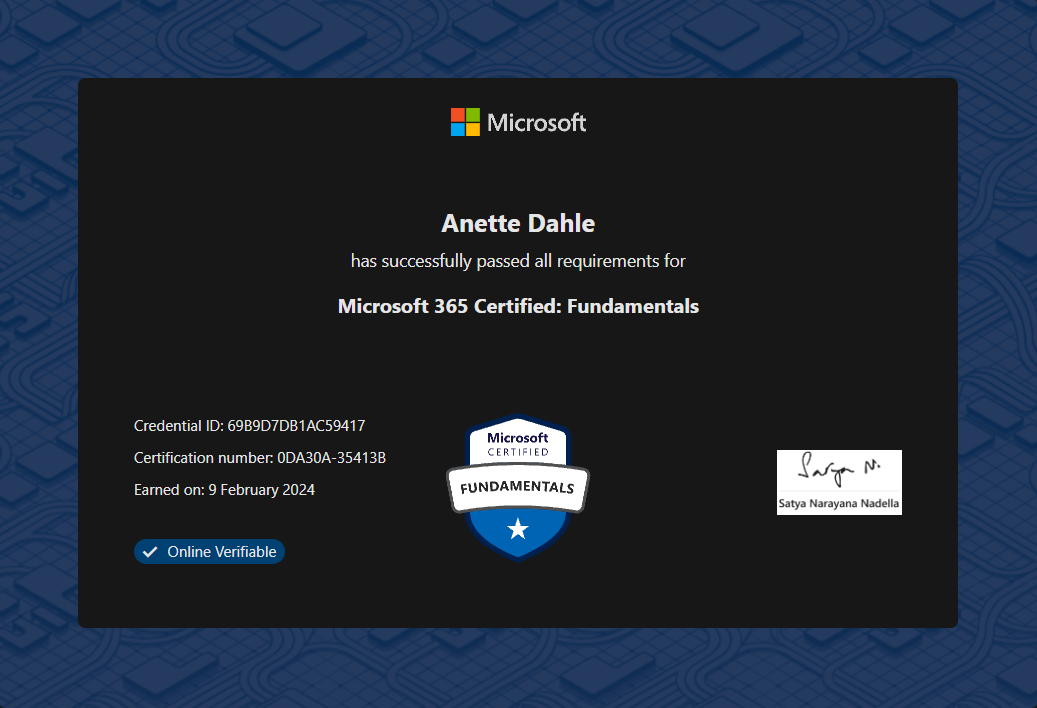 Microsoft
Anette Dahle
has successfully passed all requirements for
Microsoft 365 Certified: Fundamentals
Credential ID: 69B9D7DB1AC59417
Certification number: 0DA30A-35413B
Earned on: 9 February 2024
Online Verifiable
Microsoft
CERTIFIED
FUNDAMENTALS
Satya N.
Satya Narayana Nadella